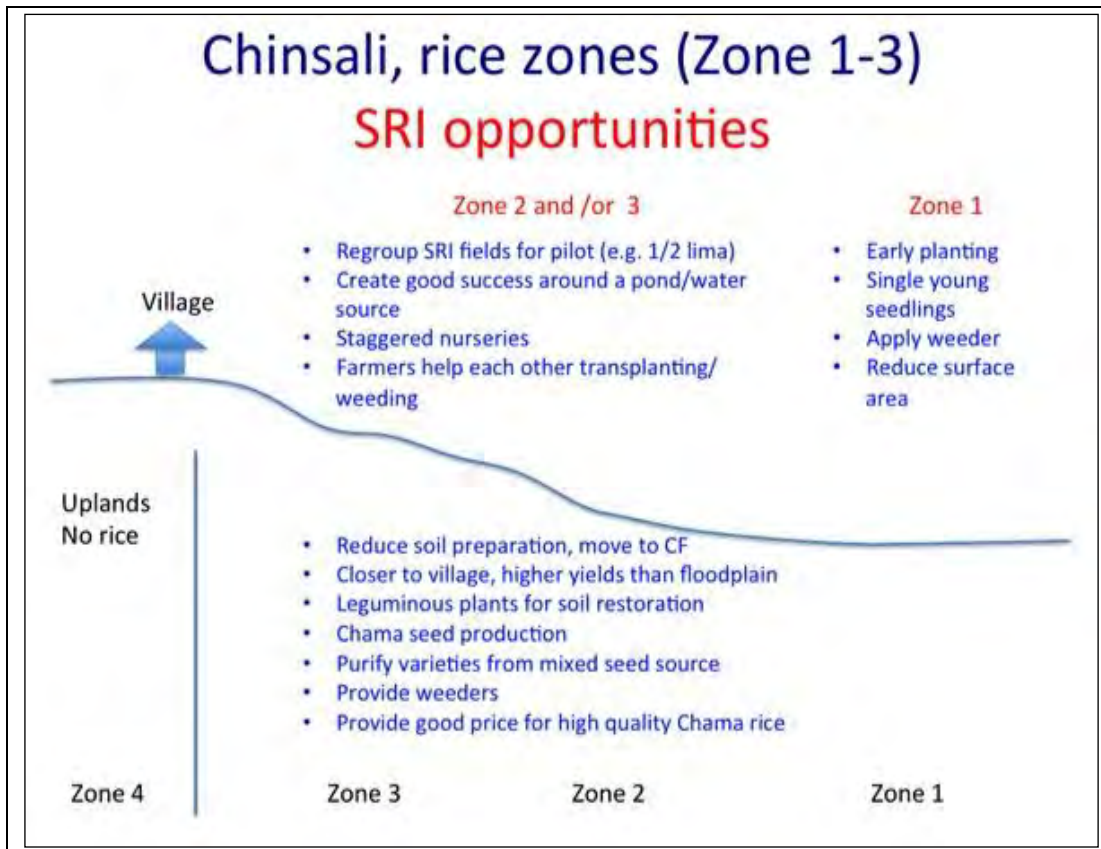 Chinsali, rice zones (Zone 1-3)
SRI opportunities
Zone 2 and /or 3
• Regroup SRI fields for pilot (e.g. 1/2 lima)
• Create good success around a pond/water
source
• Staggered nurseries
• Farmers help each other transplanting/
weeding
Zone 1
• Early planting
• Single young
seedlings
• Apply weeder
• Reduce surface
area
Village
Uplands
No rice
• Reduce soil preparation, move to CF
• Closer to village, higher yields than floodplain
• Leguminous plants for soil restoration
• Chama seed production
• Purify varieties from mixed seed source
• Provide weeders
• Provide good price for high quality Chama rice
Zone 4
Zone 3
Zone 2
Zone 1